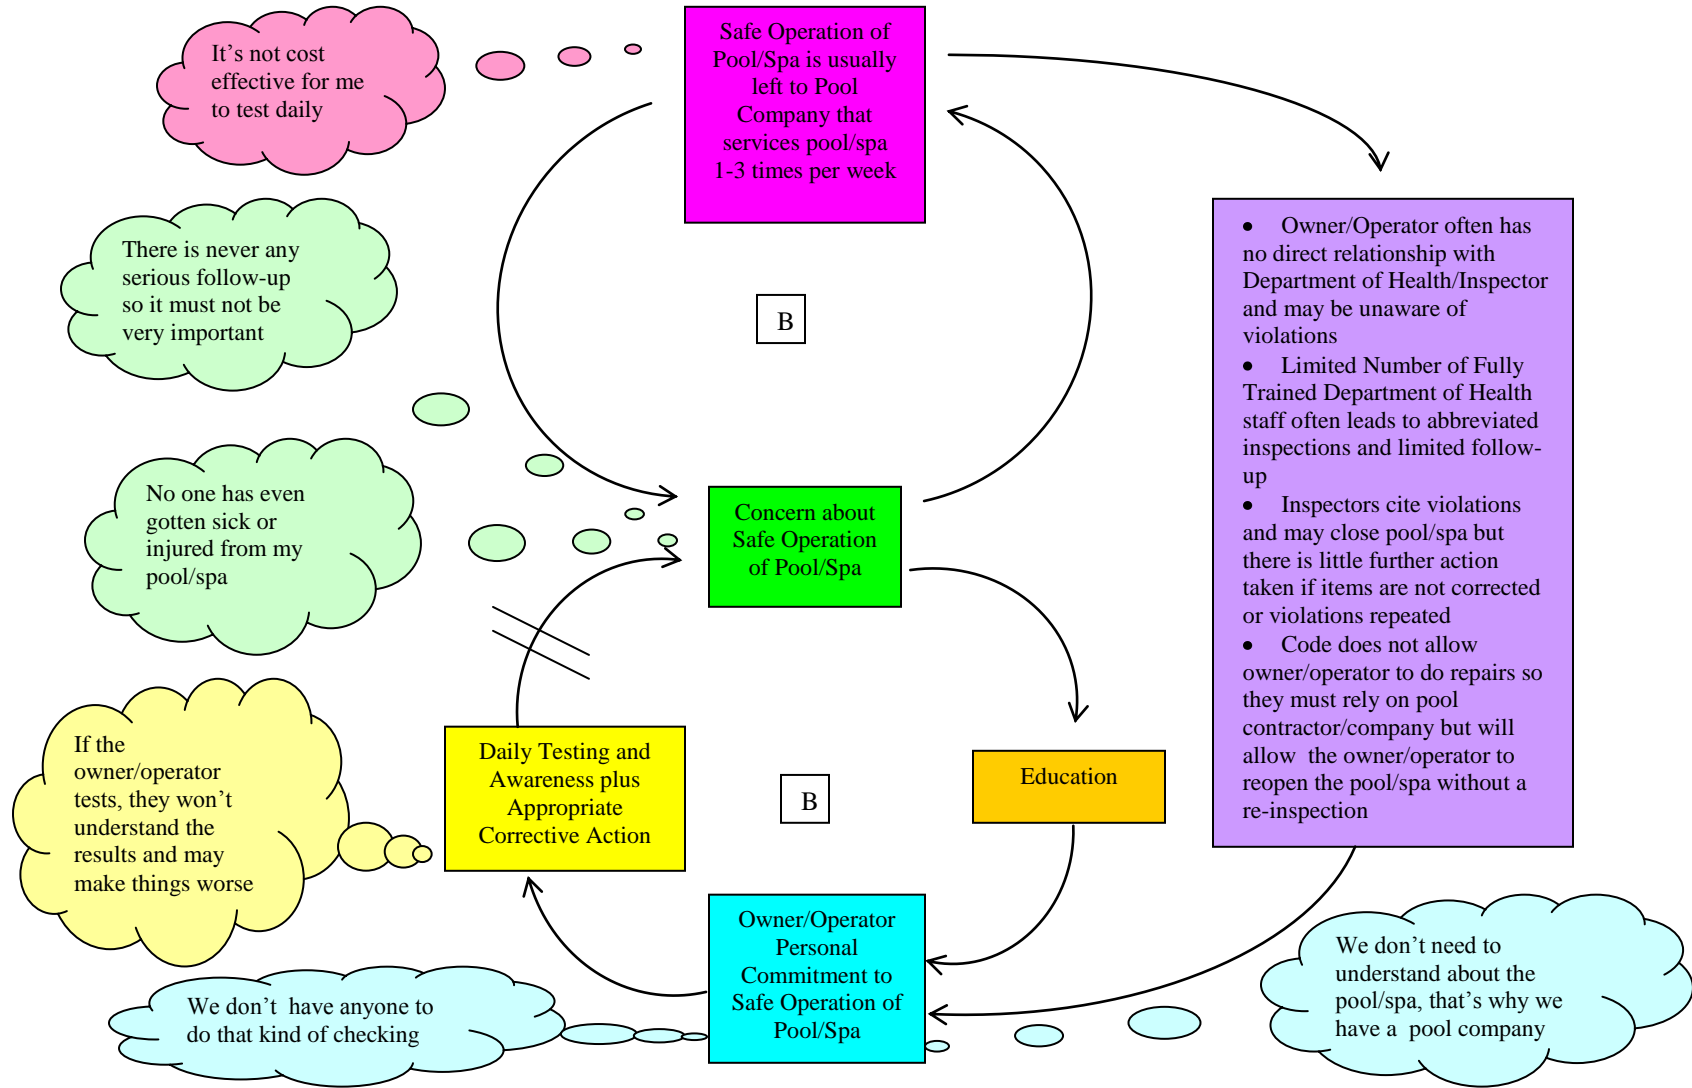 It’s not cost
effective for me
to test daily
Safe Operation of
Pool/Spa is usually
left to Pool
Company that
services pool/spa
1-3 times per week
There is never any
serious follow-up
so it must not be
very important
B
• Owner/Operator often has
no direct relationship with
Department of Health/Inspector
and may be unaware of
violations
• Limited Number of Fully
Trained Department of Health
staff often leads to abbreviated
inspections and limited follow-
up
• Inspectors cite violations
and may close pool/spa but
there is little further action
taken if items are not corrected
or violations repeated
• Code does not allow
owner/operator to do repairs so
they must rely on pool
contractor/company but will
allow the owner/operator to
reopen the pool/spa without a
re-inspection
No one has even
gotten sick or
injured from my
pool/spa
Concern about
Safe Operation
of Pool/Spa
If the
owner/operator
tests, they won’t
understand the
results and may
make things worse
Daily Testing and
Awareness plus
Appropriate
Corrective Action
B
Education
Owner/Operator
Personal
Commitment to
Safe Operation of
Pool/Spa
We don’t have anyone to
do that kind of checking
We don’t need to
understand about the
pool/spa, that’s why we
have a pool company